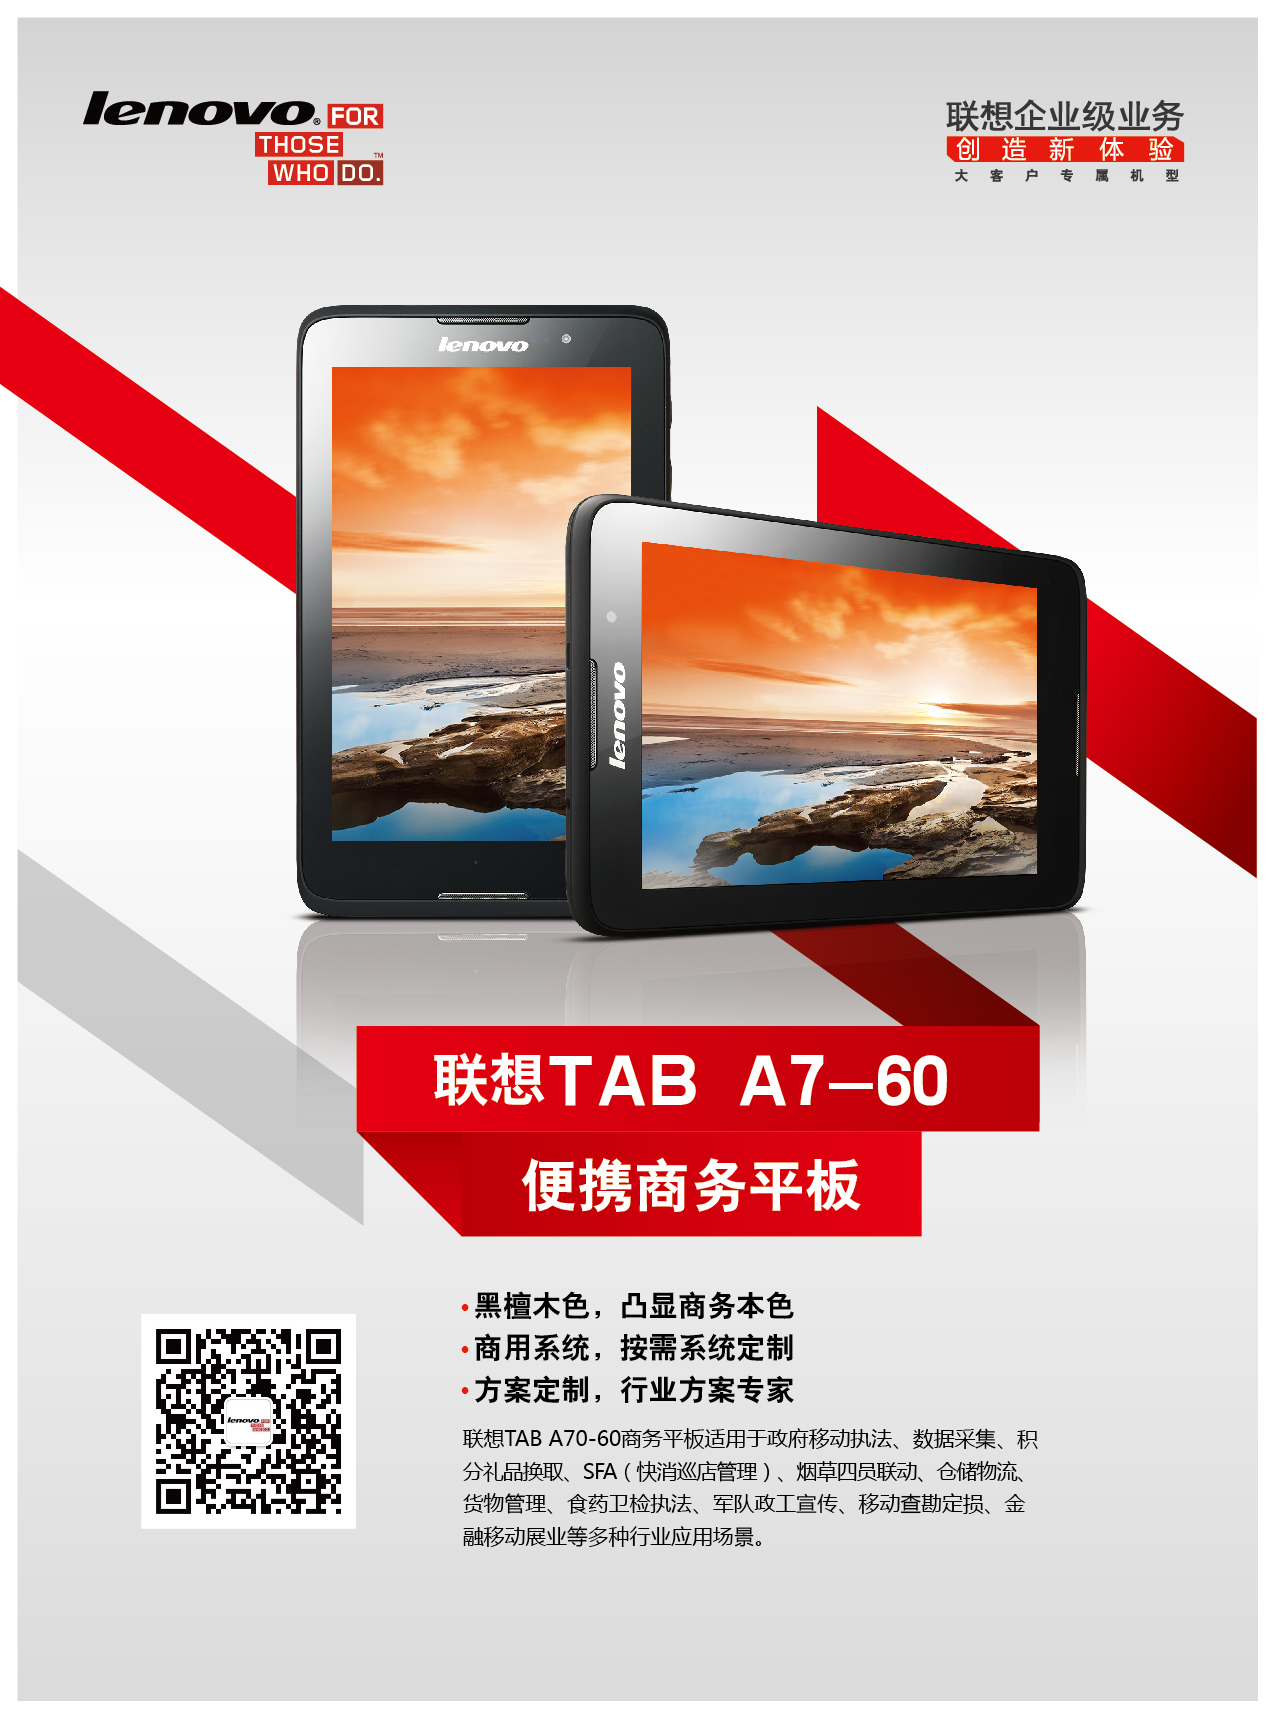 lenovo® FOR
THOSE
WHO DO.™
联想企业级业务
创造新体验
大客户专属机型
lenovo
lenovo
联想TAB A7-60
便携商务平板
•黑檀木色，凸显商务本色
•商用系统，按需系统定制
•方案定制，行业方案专家
联想TAB A70-60商务平板适用于政府移动执法、数据采集、积
分礼品换取、SFA（快消巡店管理）、烟草四员联动、仓储物流、
货物管理、食药卫检执法、军队政工宣传、移动查勘定损、金
融移动展业等多种行业应用场景。
lenovo FOR
THOSE
WHO DO.